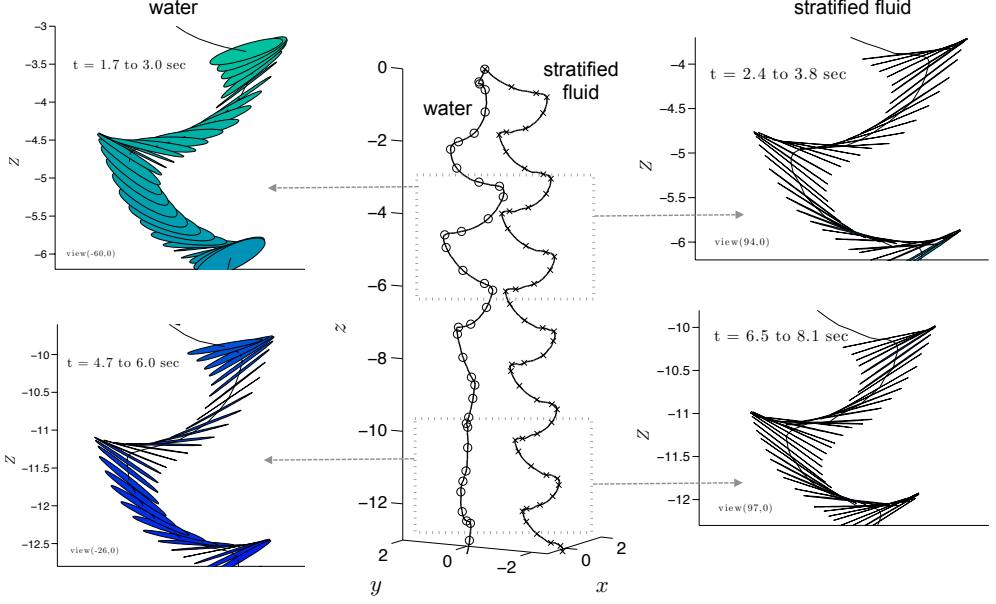 water
−3
−3.5
−4
−4.5
−5
−5.5
−6
Z
t = 1.7 to 3.0 sec
view(-60,0)
−10
−10.5
−11
−11.5
−12
−12.5
Z
t = 4.7 to 6.0 sec
view(-26,0)
water
stratified
fluid
0
−2
−4
−6
−8
−10
−12
z
2
0
−2
y
2
0
x
stratified fluid
−4
−4.5
−5
−5.5
−6
Z
t = 2.4 to 3.8 sec
view(94,0)
−10
−10.5
−11
−11.5
−12
Z
t = 6.5 to 8.1 sec
view(97,0)